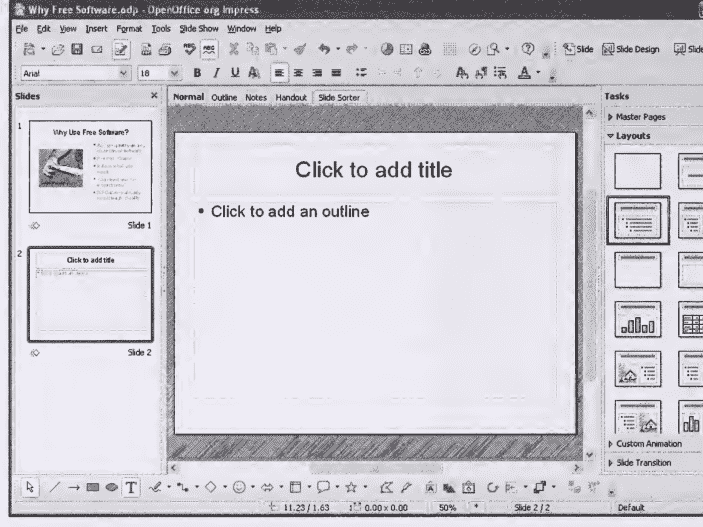 Why Free Software.odp - OpenOffice.org Impress
File Edit View Insert Format Tools Slide Show Window Help
Slide Slide Design Slide
Arial 18 B I U A
Slides × Normal Outline Notes Handout Slide Sorter Tasks
Master Pages
Layouts
1
Why Use Free Software?
Slide 1
2
Click to add title
Slide 2
Click to add title
• Click to add an outline
Custom Animation
Slide Transition
T
11.23 / 1.63 0.00 x 0.00 50% * Slide 2 / 2 Default